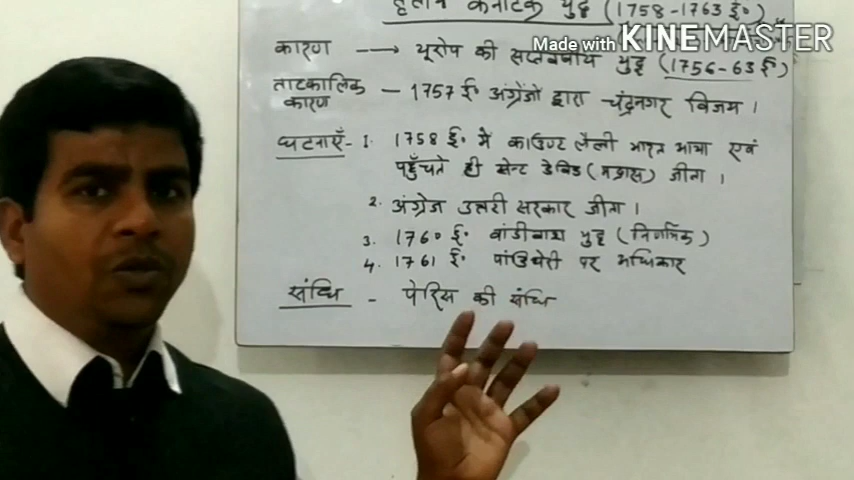 कर्नाटक युद्ध (1758-1763 ई०)
Made with KINEMASTER
कारण → यूरोप की सप्तवर्षीय युद्ध (1756-63 ई०)
तात्कालिक कारण - 1757 ई० अंग्रेजो द्वारा चंद्रनगर विजय ।
घटनाएँ - 1. 1758 ई० में काउण्ट लैली भारत आया एवं
पहुँचते ही सेन्ट डेविड (मद्रास) जीता ।
2. अंग्रेज उत्तरी सरकार जीता ।
3. 1760 ई० वांडीवाश युद्ध (निर्णायक)
4. 1761 ई० पांडिचेरी पर अधिकार
संधि - पेरिस की संधि